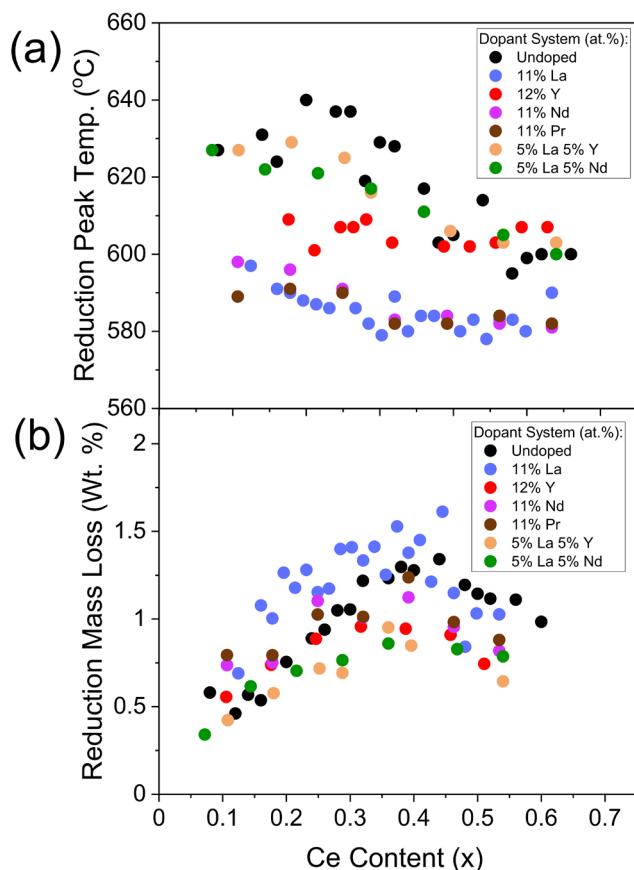 (a)
Reduction Peak Temp. (°C)
660
640
620
600
580
560
Dopant System (at.%):
Undoped
11% La
12% Y
11% Nd
11% Pr
5% La 5% Y
5% La 5% Nd
(b)
Reduction Mass Loss (Wt. %)
2
1.5
1
0.5
0
Dopant System (at.%):
Undoped
11% La
12% Y
11% Nd
11% Pr
5% La 5% Y
5% La 5% Nd
0.1 0.2 0.3 0.4 0.5 0.6 0.7
Ce Content (x)